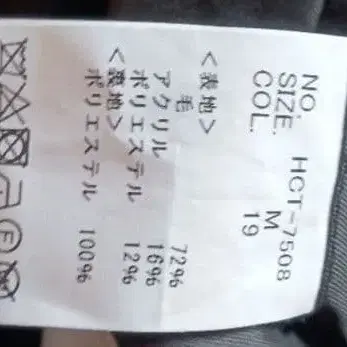 NO. HCT-7508
SIZE. M
COL. 19
<表地>
毛 72%
アクリル 16%
ポリエステル 12%
<裏地>
ポリエステル 100%